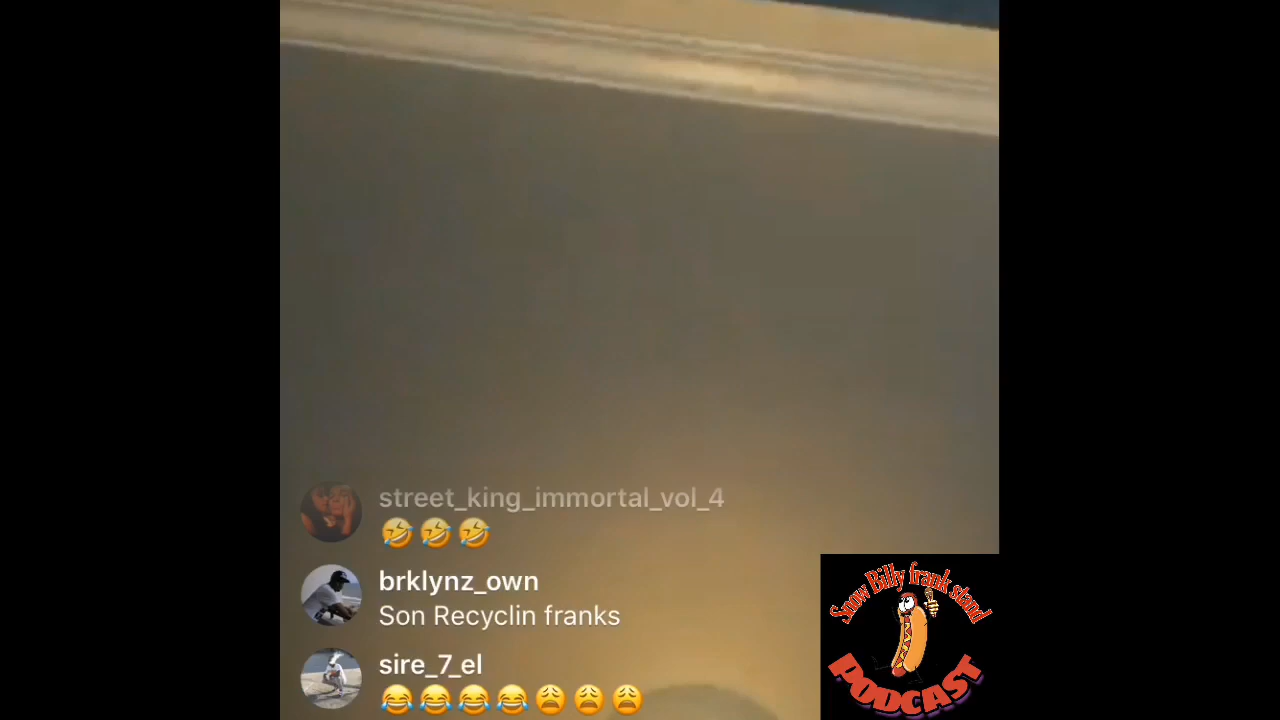 street_king_immortal_vol_4
🤣🤣🤣
brklynz_own
Son Recyclin franks
sire_7_el
😂😂😂😂😩😩😩
Snow Billy frank stand
PODCAST